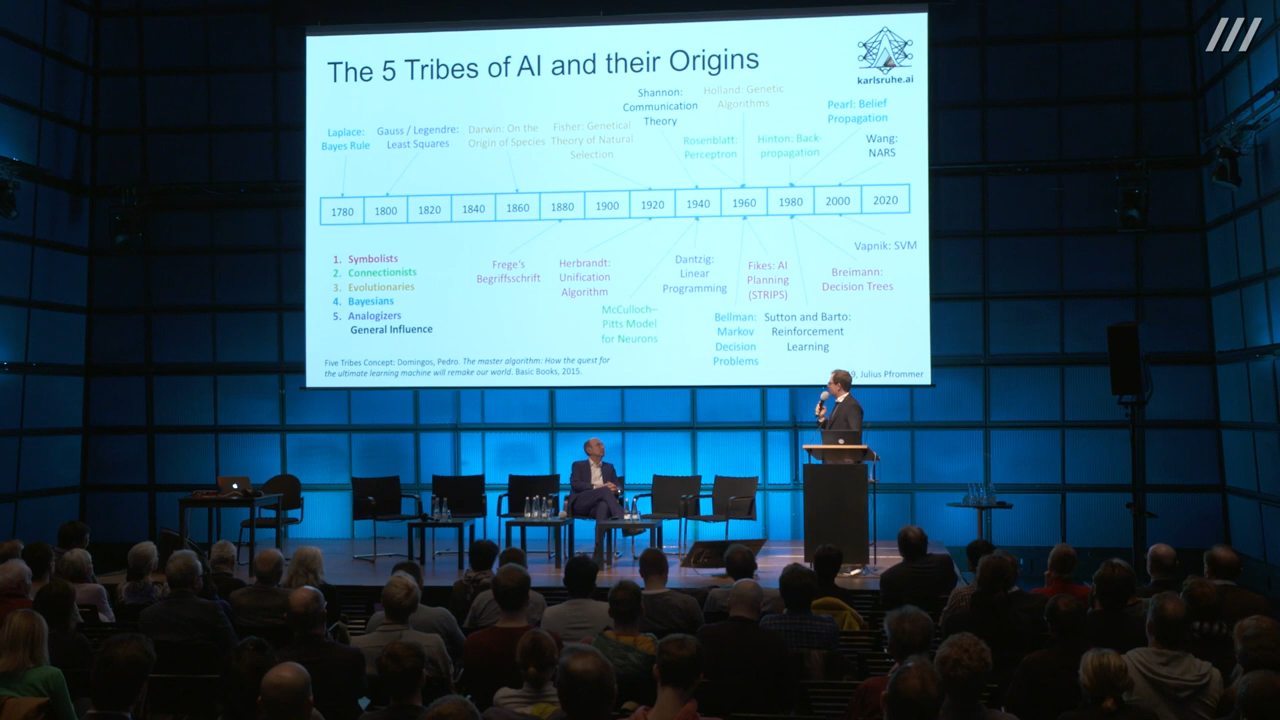 The 5 Tribes of AI and their Origins
karlsruhe.ai
Laplace:
Bayes Rule
Gauss / Legendre:
Least Squares
Darwin: On the
Origin of Species
Fisher: Genetical
Theory of Natural
Selection
Shannon:
Communication
Theory
Holland: Genetic
Algorithms
Rosenblatt:
Perceptron
Hinton: Back-
propagation
Pearl: Belief
Propagation
Wang:
NARS
1780 1800 1820 1840 1860 1880 1900 1920 1940 1960 1980 2000 2020
Frege's
Begriffsschrift
Herbrandt:
Unification
Algorithm
McCulloch–
Pitts Model
for Neurons
Dantzig:
Linear
Programming
Bellman:
Markov
Decision
Problems
Fikes: AI
Planning
(STRIPS)
Sutton and Barto:
Reinforcement
Learning
Breimann:
Decision Trees
Vapnik: SVM
1. Symbolists
2. Connectionists
3. Evolutionaries
4. Bayesians
5. Analogizers
General Influence
Five Tribes Concept: Domingos, Pedro. The master algorithm: How the quest for
the ultimate learning machine will remake our world. Basic Books, 2015.
9, Julius Pfrommer